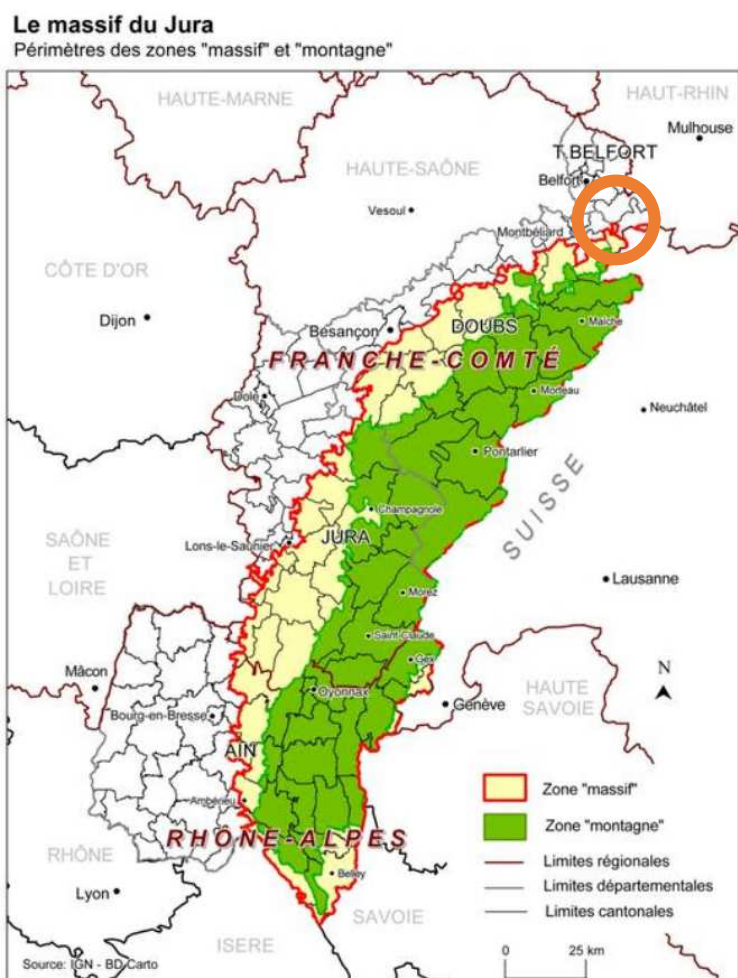 Le massif du Jura
Périmètres des zones "massif" et "montagne"
HAUTE-MARNE
HAUT-RHIN
Mulhouse
T.BELFORT
HAUTE-SAÔNE
Belfort
Vesoul
Montbéliard
CÔTE D'OR
Dijon
Besançon
DOUBS
Maîche
FRANCHE-COMTÉ
Dole
Morteau
Neuchâtel
Pontarlier
SUISSE
Champagnole
SAÔNE
ET
LOIRE
Lons-le-Saunier
JURA
Lausanne
Morez
Saint-Claude
Gex
Mâcon
Oyonnax
N
HAUTE
SAVOIE
Genève
Bourg-en-Bresse
AIN
Zone "massif"
Ambérieu
Zone "montagne"
RHÔNE-ALPES
RHÔNE
Limites régionales
Belley
Lyon
Limites départementales
SAVOIE
Limites cantonales
ISERE
Source: IGN - BD Carto
0 25 km